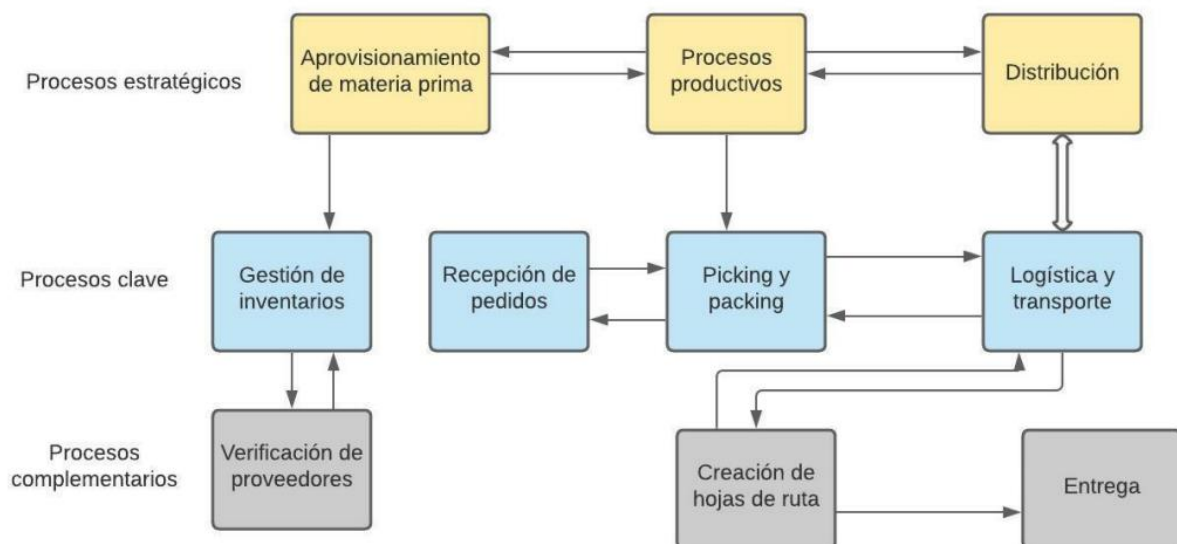 Procesos estratégicos
Aprovisionamiento
de materia prima
Procesos
productivos
Distribución
Procesos clave
Gestión de
inventarios
Recepción de
pedidos
Picking y
packing
Logística y
transporte
Procesos
complementarios
Verificación de
proveedores
Creación de
hojas de ruta
Entrega